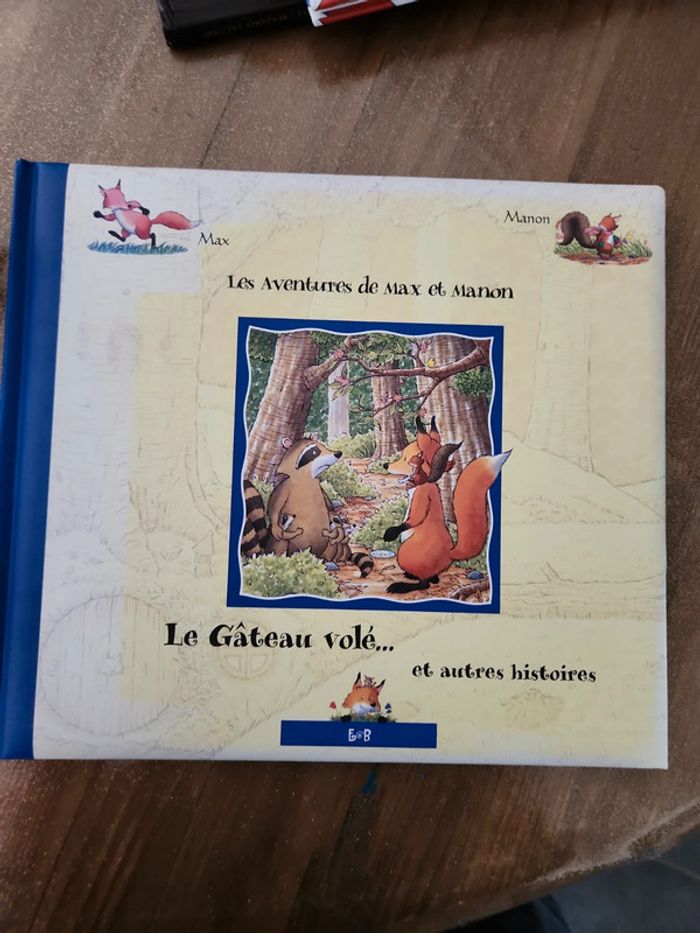 Max
Manon
Les Aventures de Max et Manon
Le Gâteau volé...
et autres histoires
E@B